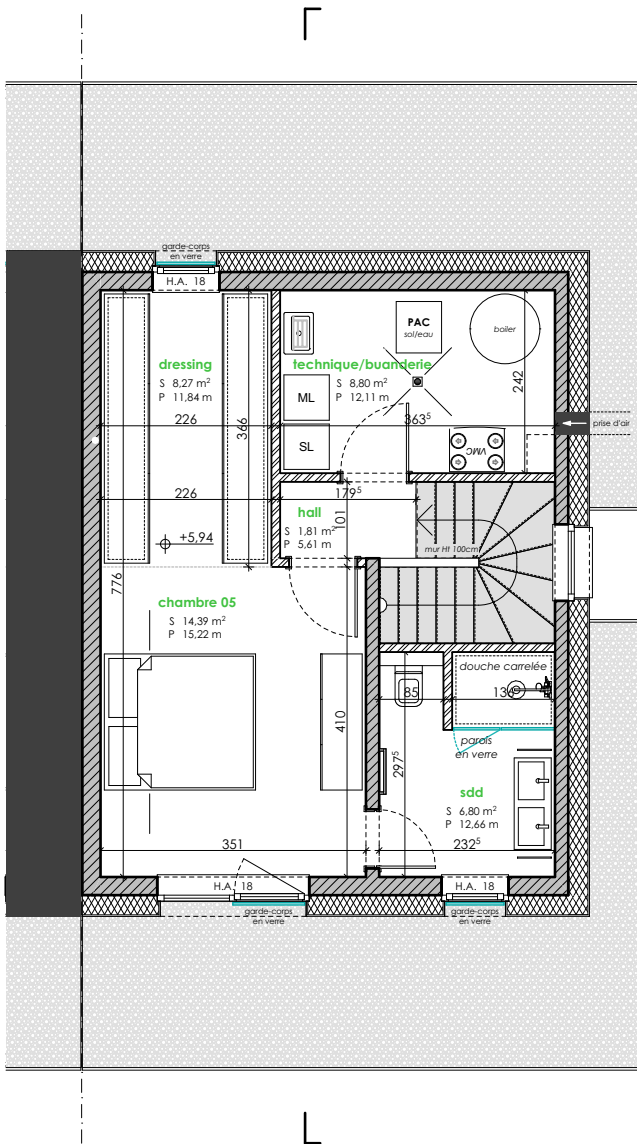 garde-corps
en verre
H.A. 18
PAC
sol/eau
boiler
dressing
S 8,27 m²
P 11,84 m
technique/buanderie
S 8,80 m²
P 12,11 m
ML
242
226
366
363⁵
prise d'air
SL
VMC
226
179⁵
hall
S 1,81 m²
P 5,61 m
101
+5,94
mur Ht 100cm
776
chambre 05
S 14,39 m²
P 15,22 m
douche carrelée
85
134
410
parois
en verre
297⁵
sdd
S 6,80 m²
P 12,66 m
351
232⁵
H.A. 18
H.A. 18
garde-corps
en verre
garde-corps
en verre